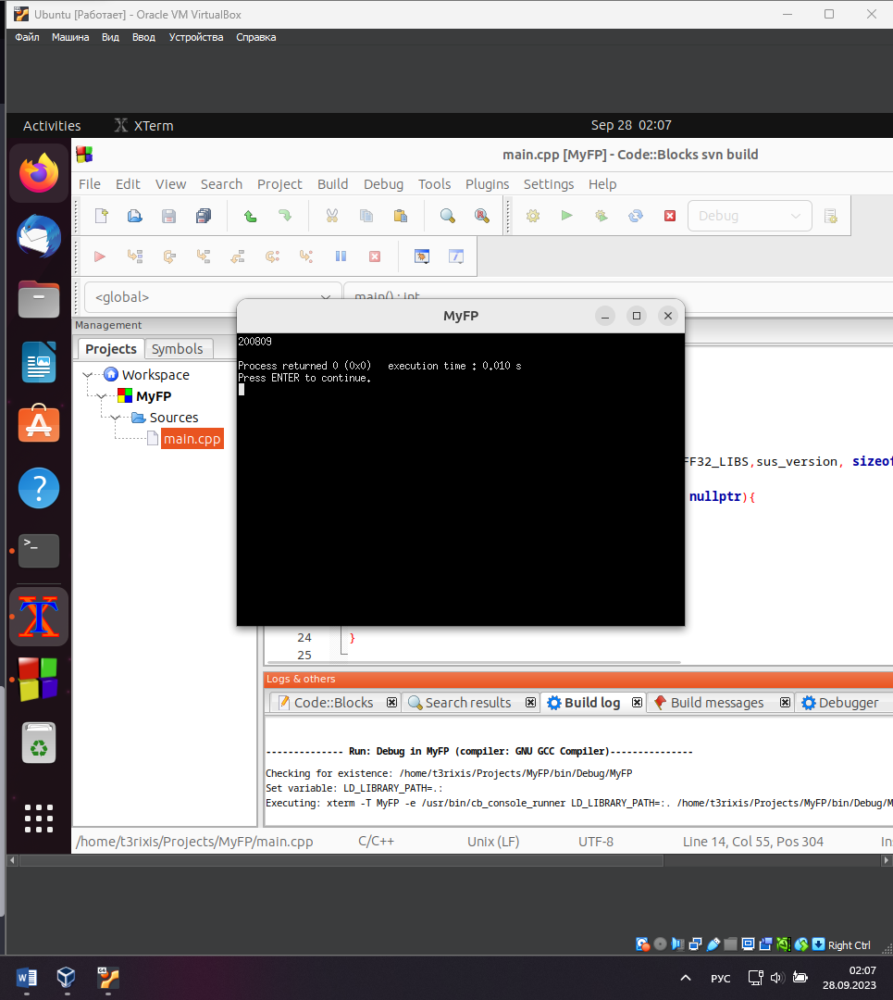 Ubuntu [Работает] - Oracle VM VirtualBox
Файл Машина Вид Ввод Устройства Справка
Activities XTerm Sep 28 02:07
main.cpp [MyFP] - Code::Blocks svn build
File Edit View Search Project Build Debug Tools Plugins Settings Help
Debug
<global> main() : int
MyFP
Management
200809
Projects Symbols
Process returned 0 (0x0) execution time : 0.010 s
Press ENTER to continue.
Workspace
MyFP
Sources
main.cpp
FF32_LIBS,sus_version, sizeof
nullptr){
24 }
25
Logs & others
Code::Blocks Search results Build log Build messages Debugger
-------------- Run: Debug in MyFP (compiler: GNU GCC Compiler)---------------
Checking for existence: /home/t3rixis/Projects/MyFP/bin/Debug/MyFP
Set variable: LD_LIBRARY_PATH=.:
Executing: xterm -T MyFP -e /usr/bin/cb_console_runner LD_LIBRARY_PATH=:. /home/t3rixis/Projects/MyFP/bin/Debug/M
/home/t3rixis/Projects/MyFP/main.cpp C/C++ Unix (LF) UTF-8 Line 14, Col 55, Pos 304 In
Right Ctrl
РУС
02:07
28.09.2023